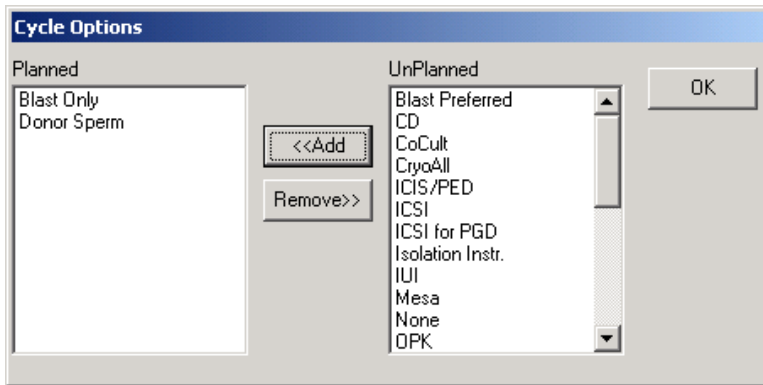 Cycle Options
Planned
Blast Only
Donor Sperm
<<Add
Remove>>
UnPlanned
Blast Preferred
CD
CoCult
CryoAll
ICIS/PED
ICSI
ICSI for PGD
Isolation Instr.
IUI
Mesa
None
OPK
OK